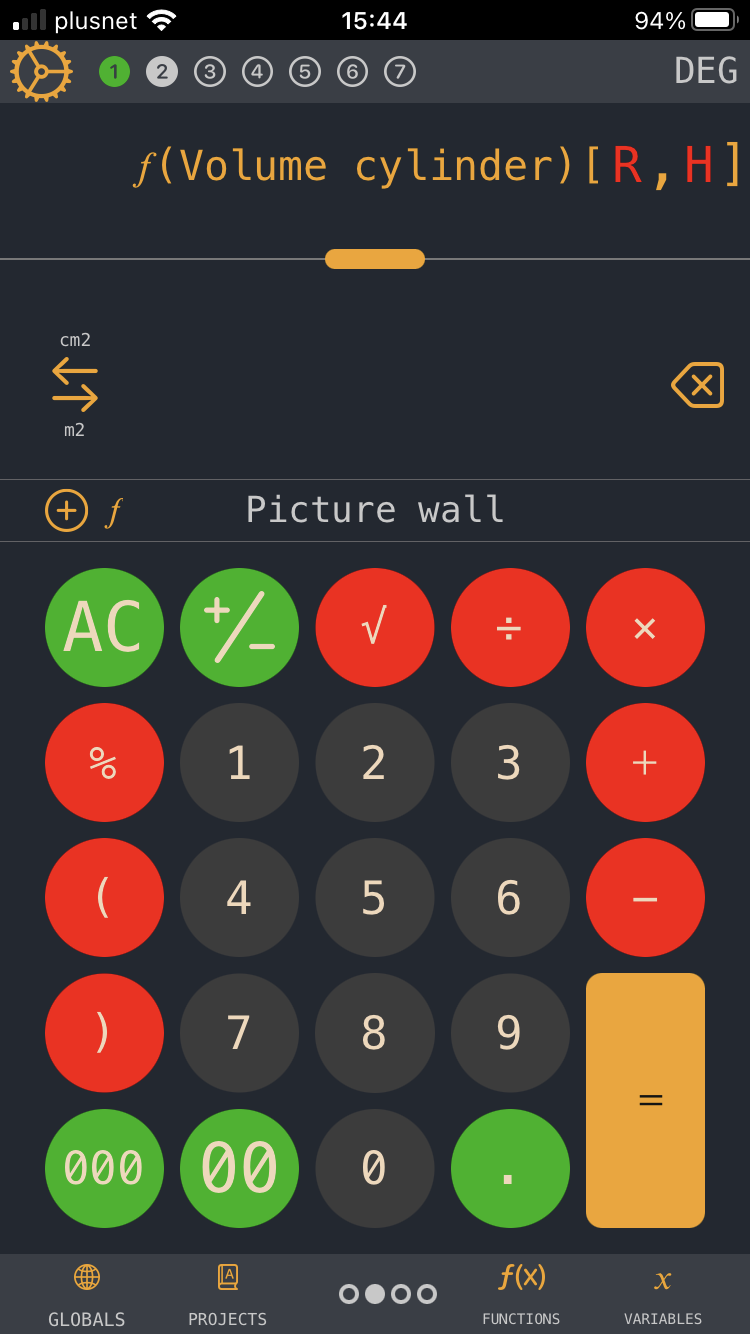 plusnet 15:44 94%
1 2 3 4 5 6 7 DEG
f(Volume cylinder)[R,H]
cm2
m2
f Picture wall
AC +/− √ ÷ ×
% 1 2 3 +
( 4 5 6 −
) 7 8 9
=
000 00 0 .
A f(x) x
GLOBALS PROJECTS FUNCTIONS VARIABLES